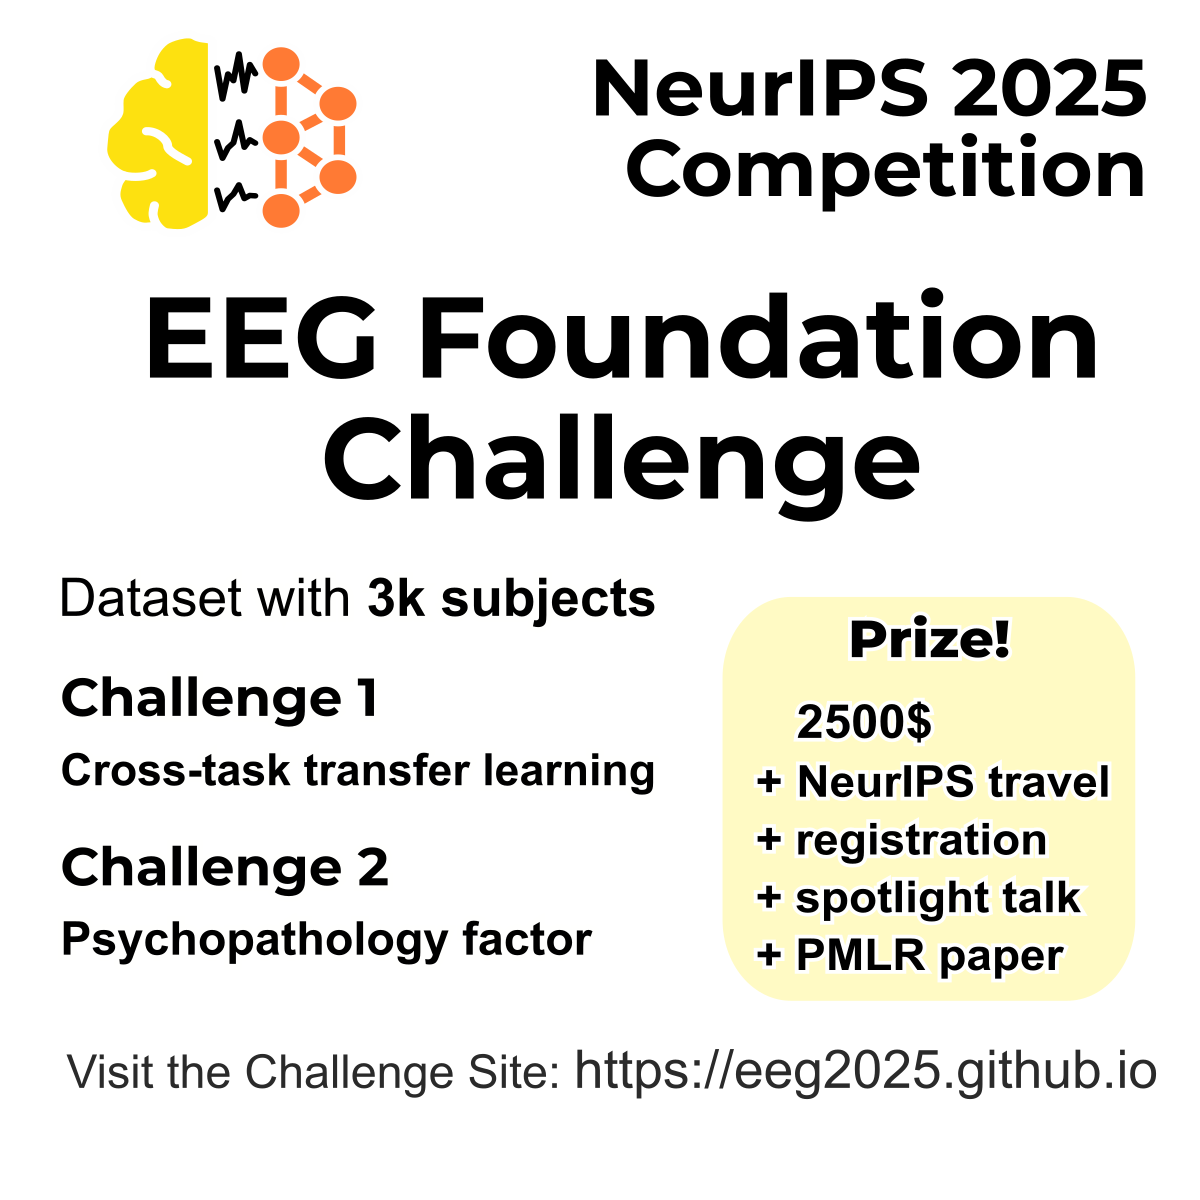 NeurIPS 2025
Competition
EEG Foundation
Challenge
Dataset with 3k subjects
Challenge 1
Cross-task transfer learning
Challenge 2
Psychopathology factor
Prize!
2500$
+ NeurIPS travel
+ registration
+ spotlight talk
+ PMLR paper
Visit the Challenge Site: https://eeg2025.github.io